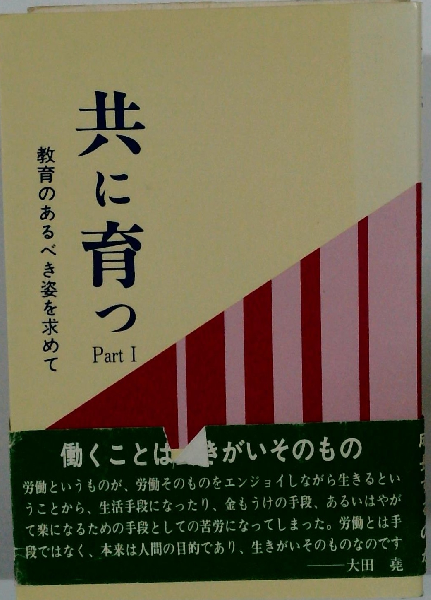 共に育つ
Part I
教育のあるべき姿を求めて
働くことは きがいそのもの
労働というものが、労働そのものをエンジョイしながら生きるとい
うことから、生活手段になったり、金もうけの手段、あるいはやが
て楽になるための手段としての苦労になってしまった。労働とは手
段ではなく、本来は人間の目的であり、生きがいそのものなのです
――大田 堯